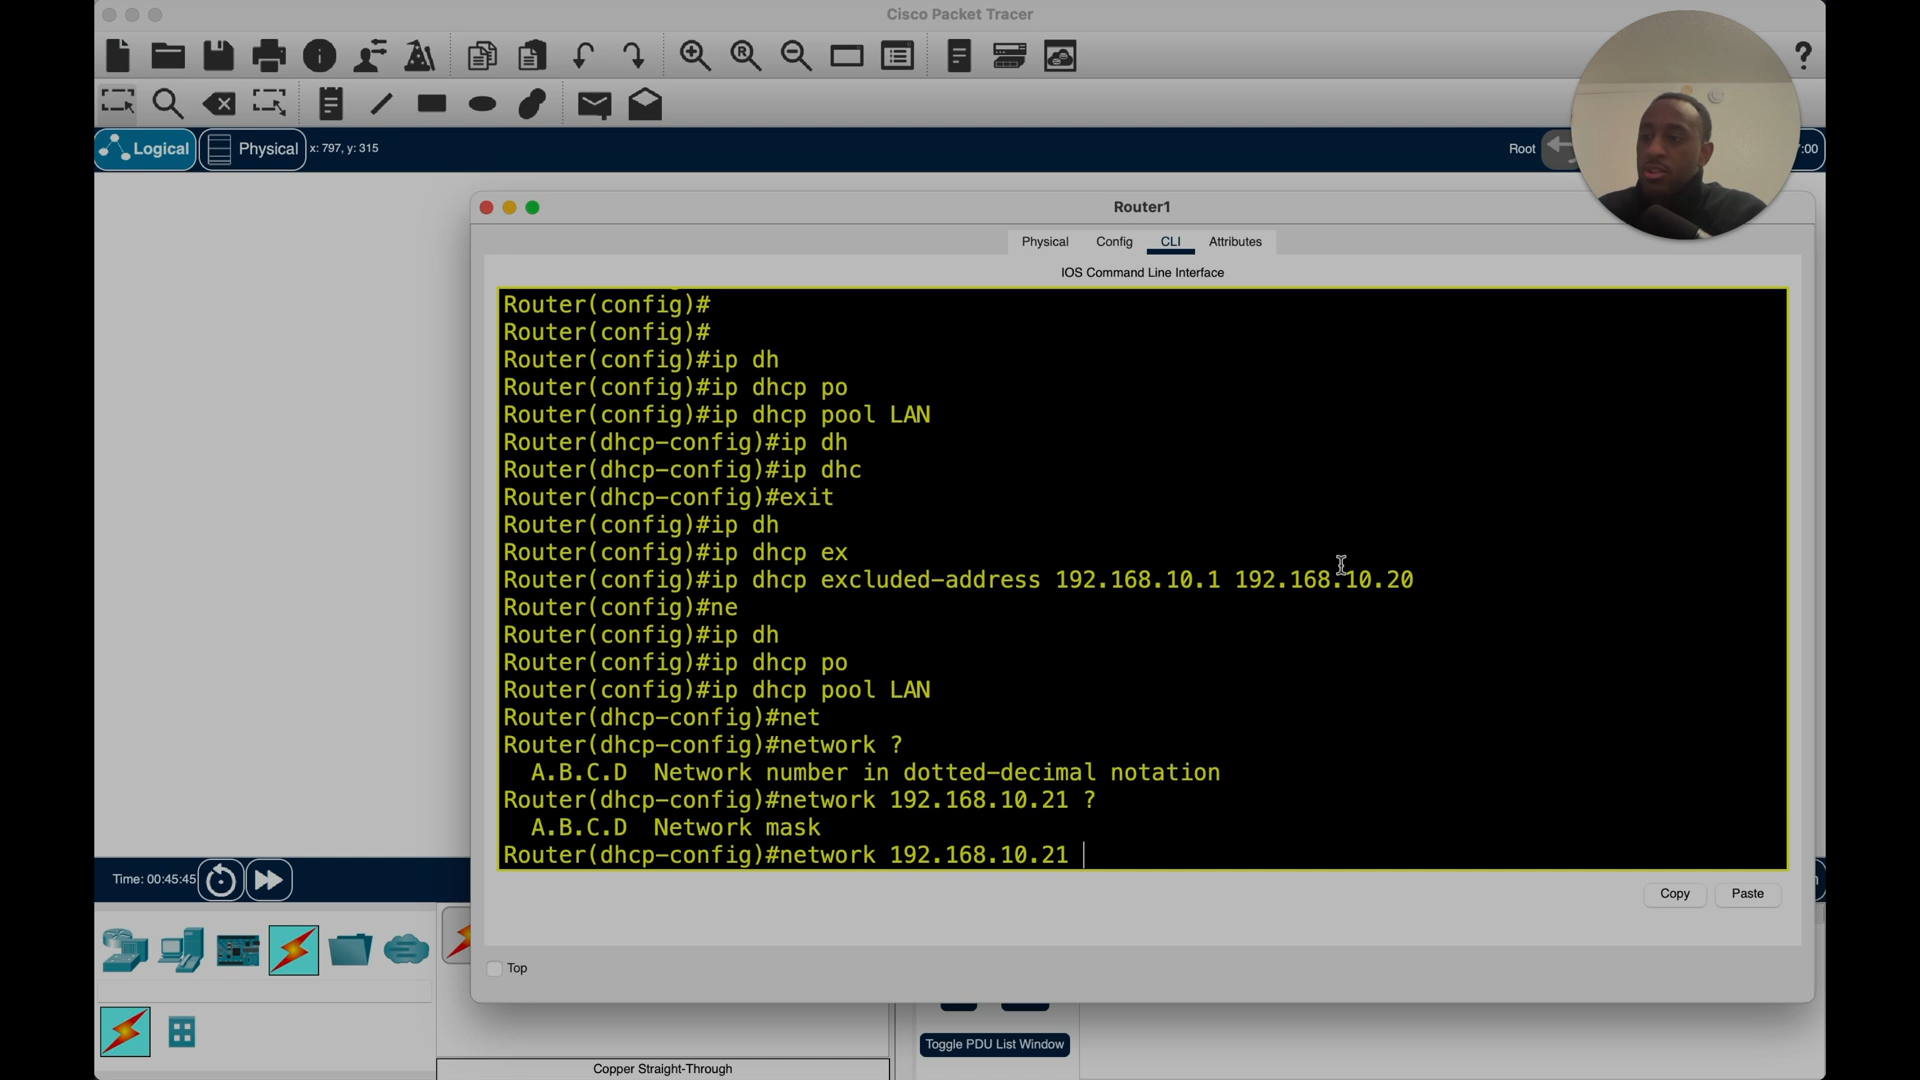 Cisco Packet Tracer
?
Logical
Physical
x: 797, y: 315
Root
:00
Router1
Physical
Config
CLI
Attributes
IOS Command Line Interface
Router(config)#
Router(config)#
Router(config)#ip dh
Router(config)#ip dhcp po
Router(config)#ip dhcp pool LAN
Router(dhcp-config)#ip dh
Router(dhcp-config)#ip dhc
Router(dhcp-config)#exit
Router(config)#ip dh
Router(config)#ip dhcp ex
Router(config)#ip dhcp excluded-address 192.168.10.1 192.168.10.20
Router(config)#ne
Router(config)#ip dh
Router(config)#ip dhcp po
Router(config)#ip dhcp pool LAN
Router(dhcp-config)#net
Router(dhcp-config)#network ?
A.B.C.D Network number in dotted-decimal notation
Router(dhcp-config)#network 192.168.10.21 ?
A.B.C.D Network mask
Router(dhcp-config)#network 192.168.10.21
Time: 00:45:45
Copy
Paste
Top
Toggle PDU List Window
Copper Straight-Through